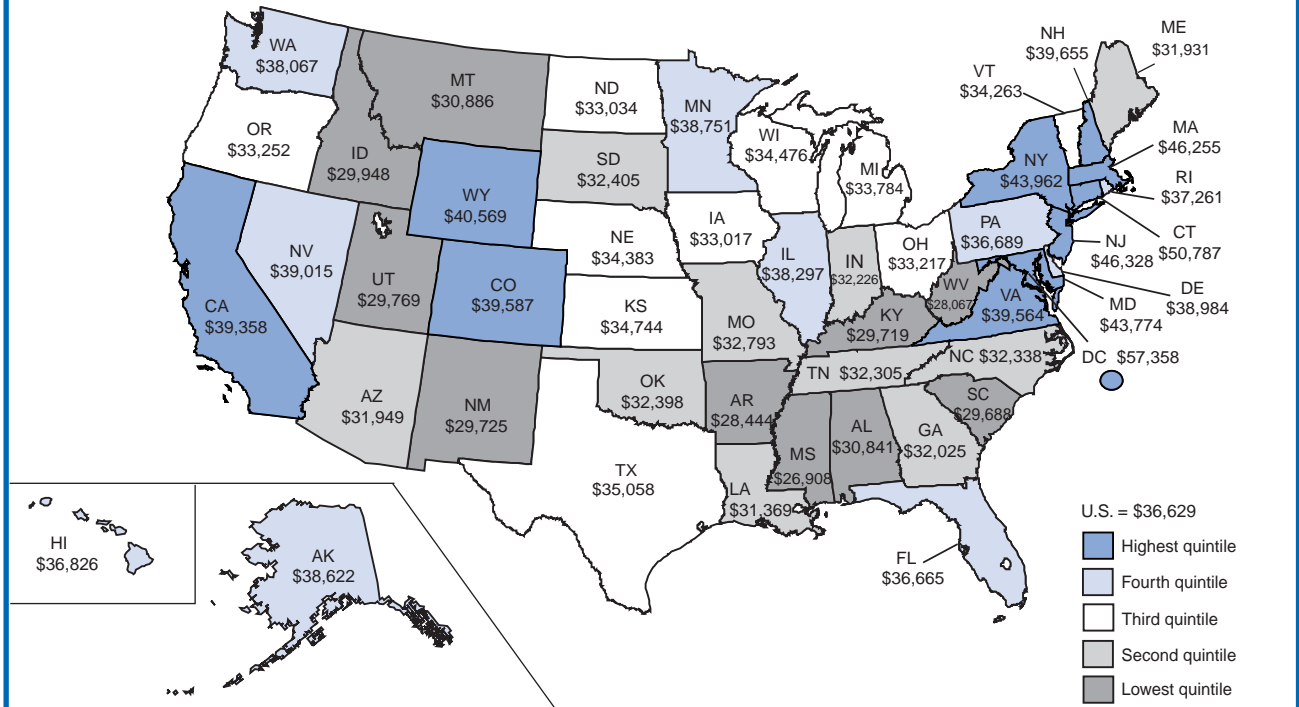 WA
$38,067
MT
$30,886
ND
$33,034
MN
$38,751
NH
$39,655
ME
$31,931
VT
$34,263
OR
$33,252
ID
$29,948
SD
$32,405
WI
$34,476
MI
$33,784
NY
$43,962
MA
$46,255
RI
$37,261
WY
$40,569
NV
$39,015
UT
$29,769
CO
$39,587
NE
$34,383
IA
$33,017
IL
$38,297
IN
$32,226
OH
$33,217
PA
$36,689
CT
$50,787
NJ
$46,328
DE
$38,984
MD
$43,774
DC $57,358
CA
$39,358
KS
$34,744
MO
$32,793
KY
$29,719
WV
$28,067
VA
$39,564
AZ
$31,949
NM
$29,725
OK
$32,398
AR
$28,444
TN $32,305
NC $32,338
SC
$29,688
TX
$35,058
LA
$31,369
MS
$26,908
AL
$30,841
GA
$32,025
FL
$36,665
HI
$36,826
AK
$38,622
U.S. = $36,629
Highest quintile
Fourth quintile
Third quintile
Second quintile
Lowest quintile